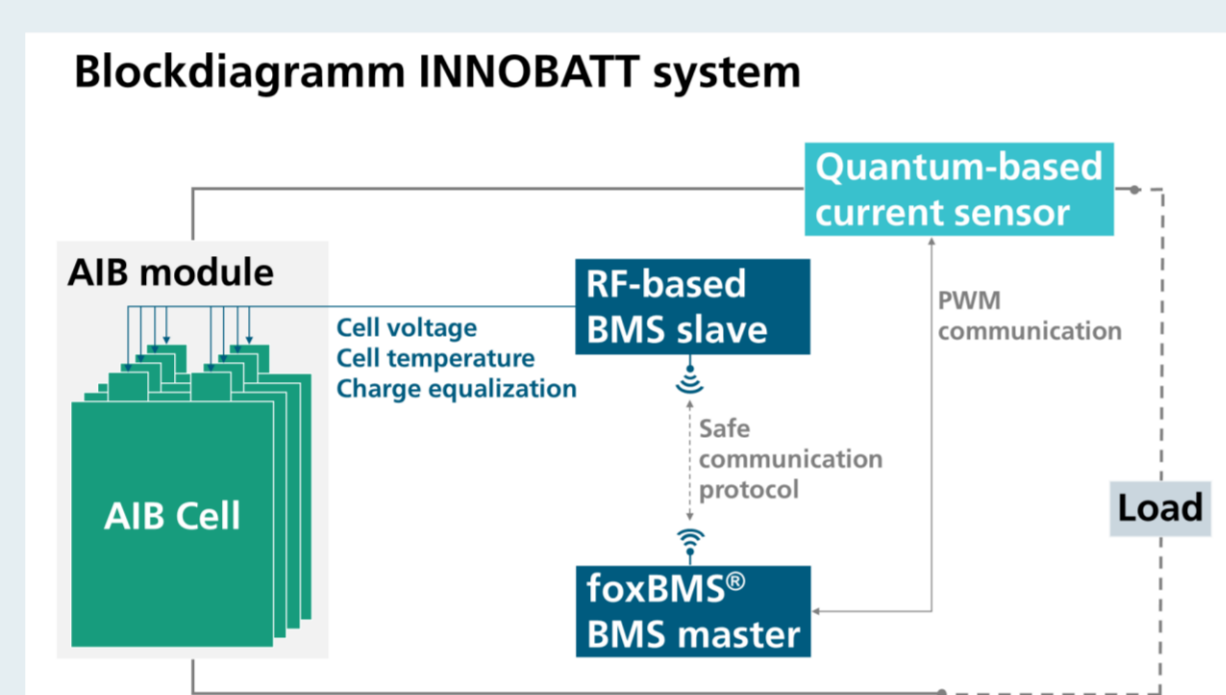 Blockdiagramm INNOBATT system
Quantum-based
current sensor
AIB module
RF-based
BMS slave
PWM
communication
Cell voltage
Cell temperature
Charge equalization
Safe
communication
protocol
AIB Cell
Load
foxBMS®
BMS master